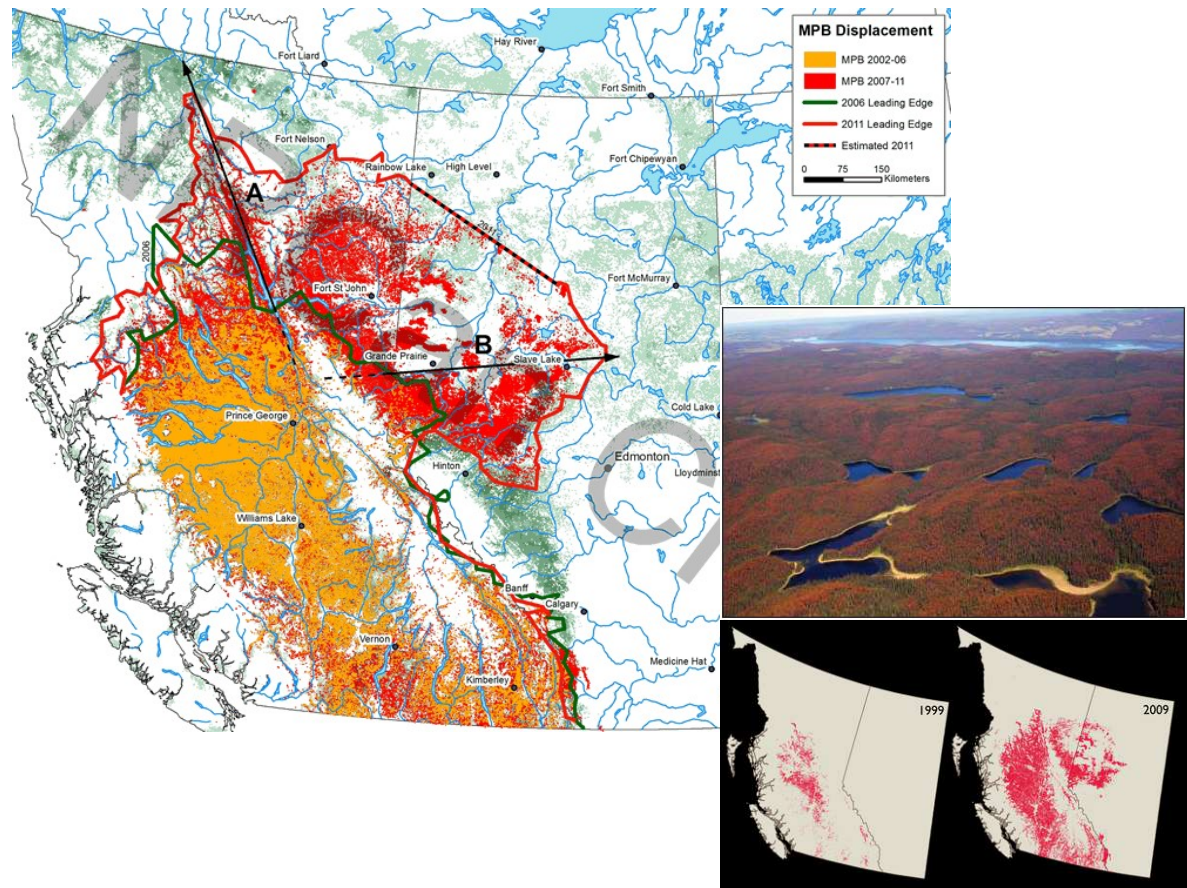 MPB Displacement
MPB 2002-06
MPB 2007-11
2006 Leading Edge
2011 Leading Edge
Estimated 2011
0 75 150
Kilometers
Hay River
Fort Liard
Fort Smith
Fort Nelson
Fort Chipewyan
Rainbow Lake
High Level
A
2011
2006
Fort McMurray
Fort St John
B
Grande Prairie
Slave Lake
Cold Lake
Prince George
Edmonton
Hinton
Lloydminst
Williams Lake
Banff
Calgary
Vernon
Medicine Hat
Kimberley
1999
2009